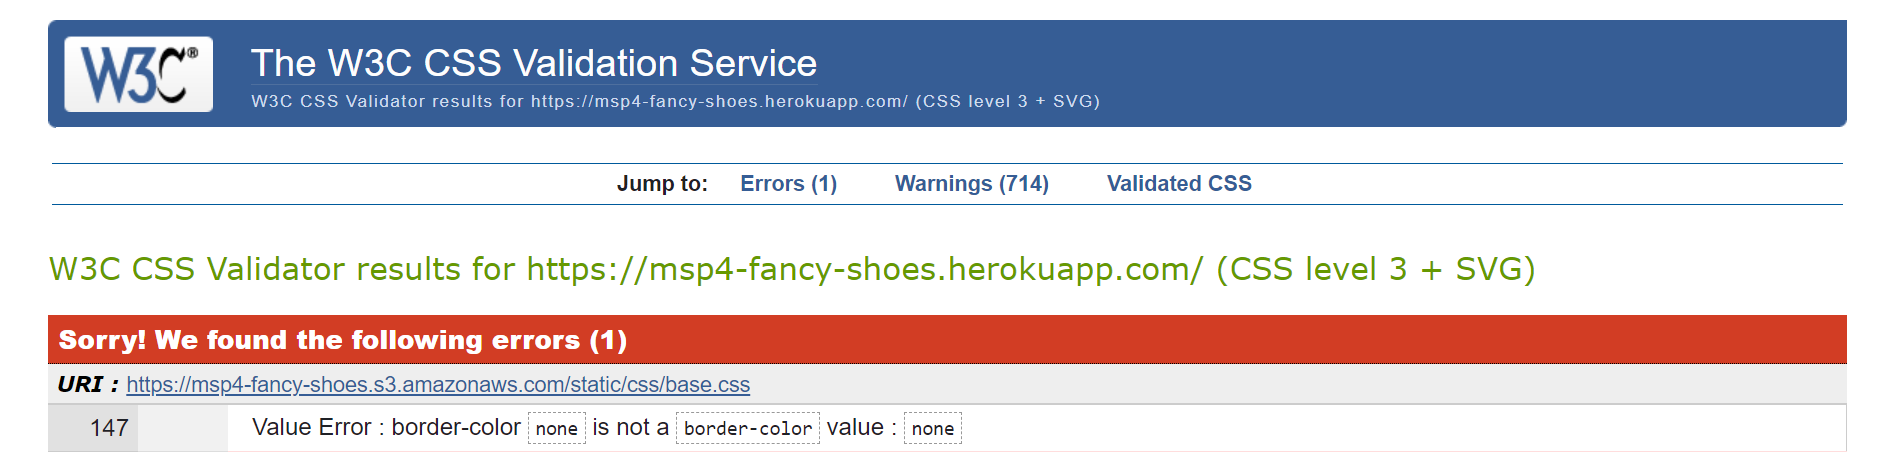 W3C®
The W3C CSS Validation Service
W3C CSS Validator results for https://msp4-fancy-shoes.herokuapp.com/ (CSS level 3 + SVG)
Jump to: Errors (1) Warnings (714) Validated CSS
W3C CSS Validator results for https://msp4-fancy-shoes.herokuapp.com/ (CSS level 3 + SVG)
Sorry! We found the following errors (1)
URI : https://msp4-fancy-shoes.s3.amazonaws.com/static/css/base.css
147 Value Error : border-color none is not a border-color value : none